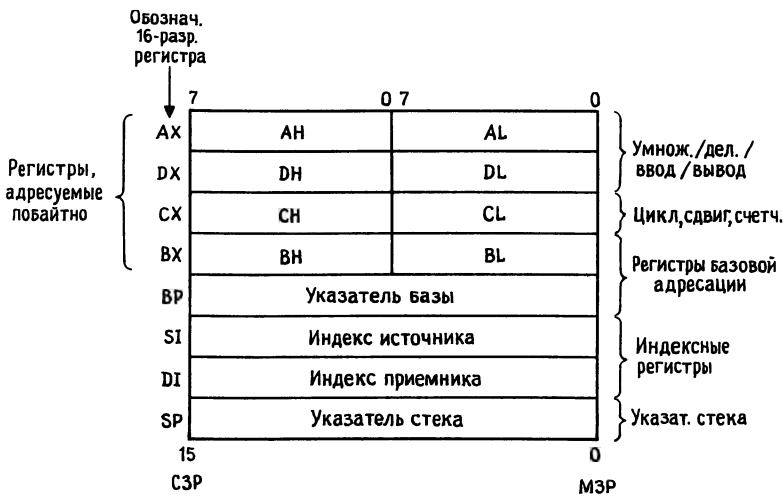 Обознач.
16-разр.
регистра
7 0 7 0
AX AH AL
DX DH DL
CX CH CL
BX BH BL
BP Указатель базы
SI Индекс источника
DI Индекс приемника
SP Указатель стека
15 0
СЗР МЗР
Регистры,
адресуемые
побайтно
Умнож./дел./
ввод/вывод
Цикл,сдвиг,счетч.
Регистры базовой
адресации
Индексные
регистры
Указат. стека